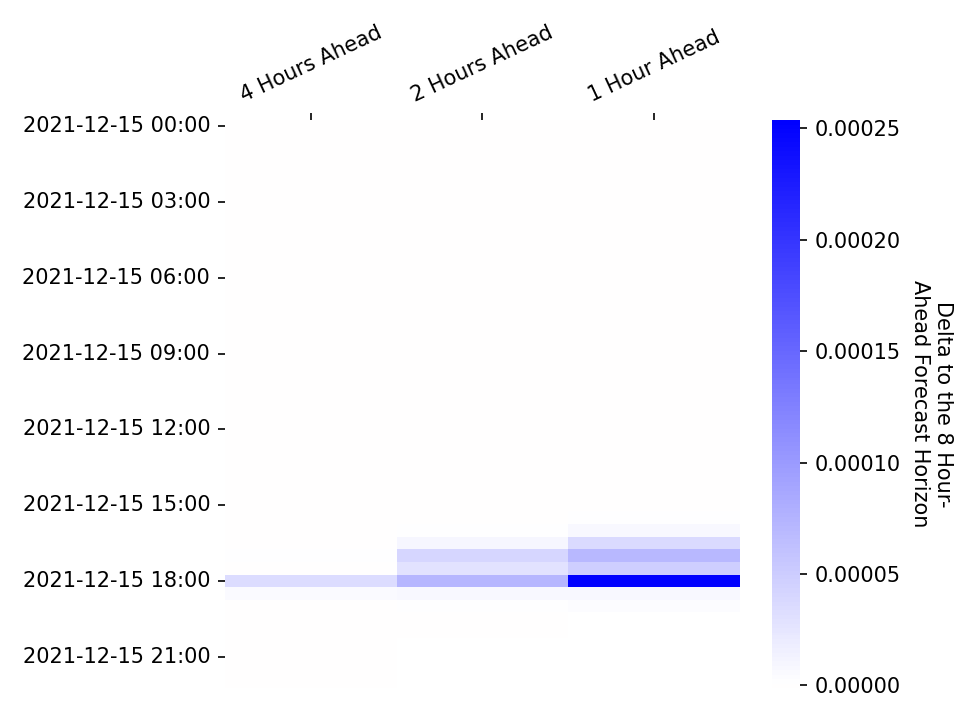 4 Hours Ahead
2 Hours Ahead
1 Hour Ahead
2021-12-15 00:00
2021-12-15 03:00
2021-12-15 06:00
2021-12-15 09:00
2021-12-15 12:00
2021-12-15 15:00
2021-12-15 18:00
2021-12-15 21:00
0.00025
0.00020
0.00015
0.00010
0.00005
0.00000
Delta to the 8 Hour-
Ahead Forecast Horizon